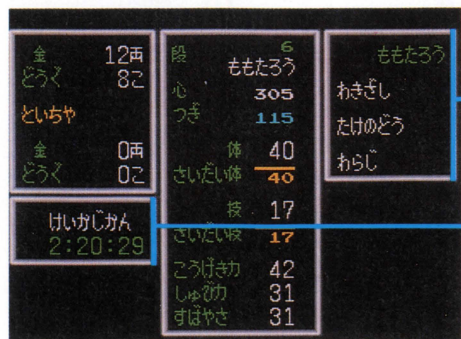 金 12両
どうぐ 8こ
といちや
金 0両
どうぐ 0こ
けいかじかん
2:20:29
段 6
ももたろう
心 305
つぎ 115
体 40
さいだい体 40
技 17
さいだい技 17
こうげき力 42
しゅび力 31
すばやさ 31
ももたろう
わきざし
たけのどう
わらじ